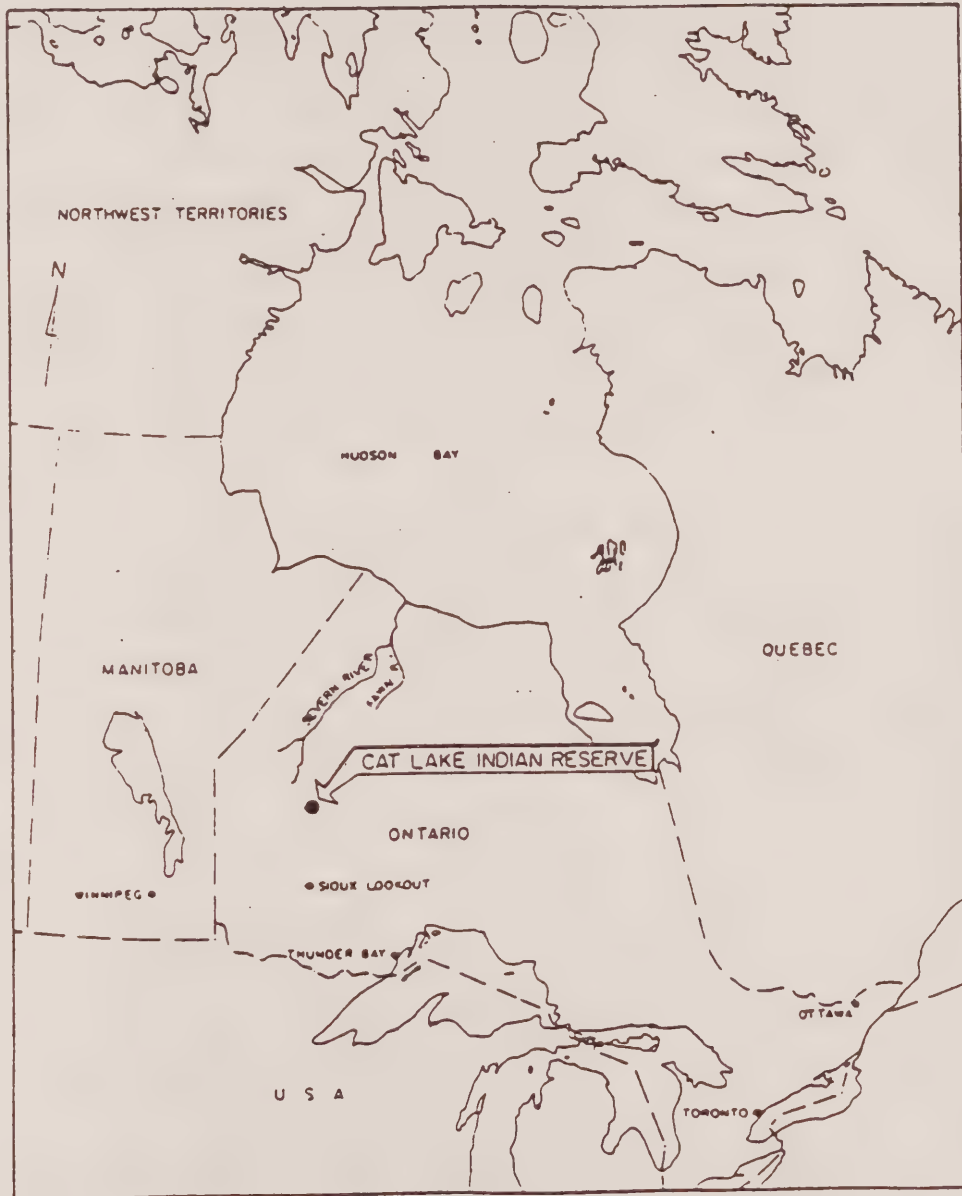 NORTHWEST TERRITORIES
N
HUDSON BAY
MANITOBA
SEVERN RIVER
FAWN R.
QUEBEC
CAT LAKE INDIAN RESERVE
ONTARIO
WINNIPEG
SIOUX LOOKOUT
THUNDER BAY
OTTAWA
U S A
TORONTO